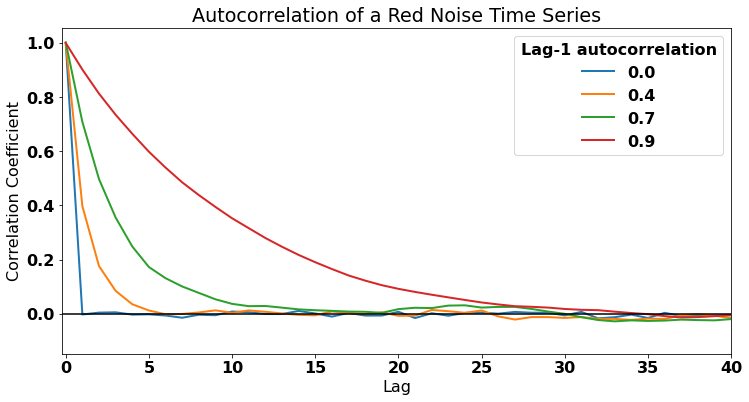 Autocorrelation of a Red Noise Time Series
Correlation Coefficient
1.0
0.8
0.6
0.4
0.2
0.0
Lag-1 autocorrelation
0.0
0.4
0.7
0.9
0 5 10 15 20 25 30 35 40
Lag